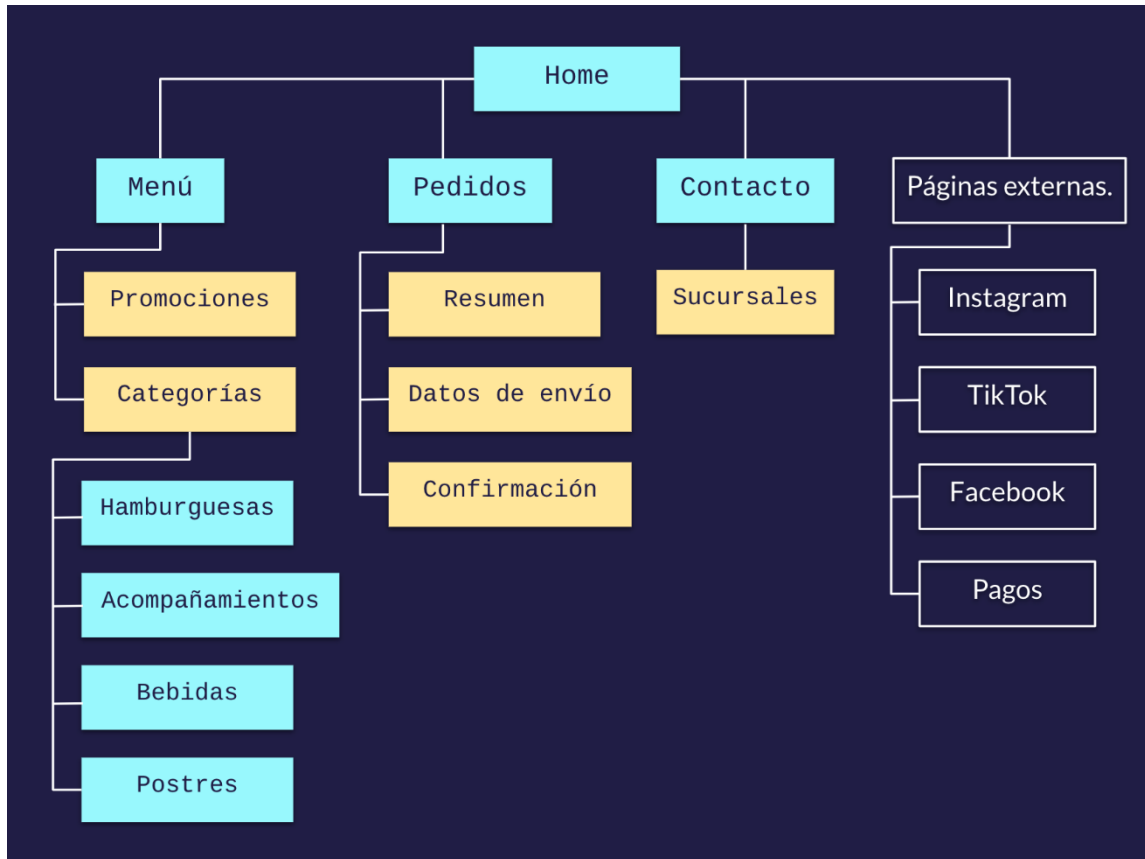 Home
Menú
Pedidos
Contacto
Páginas externas.
Promociones
Categorías
Hamburguesas
Acompañamientos
Bebidas
Postres
Resumen
Datos de envío
Confirmación
Sucursales
Instagram
TikTok
Facebook
Pagos